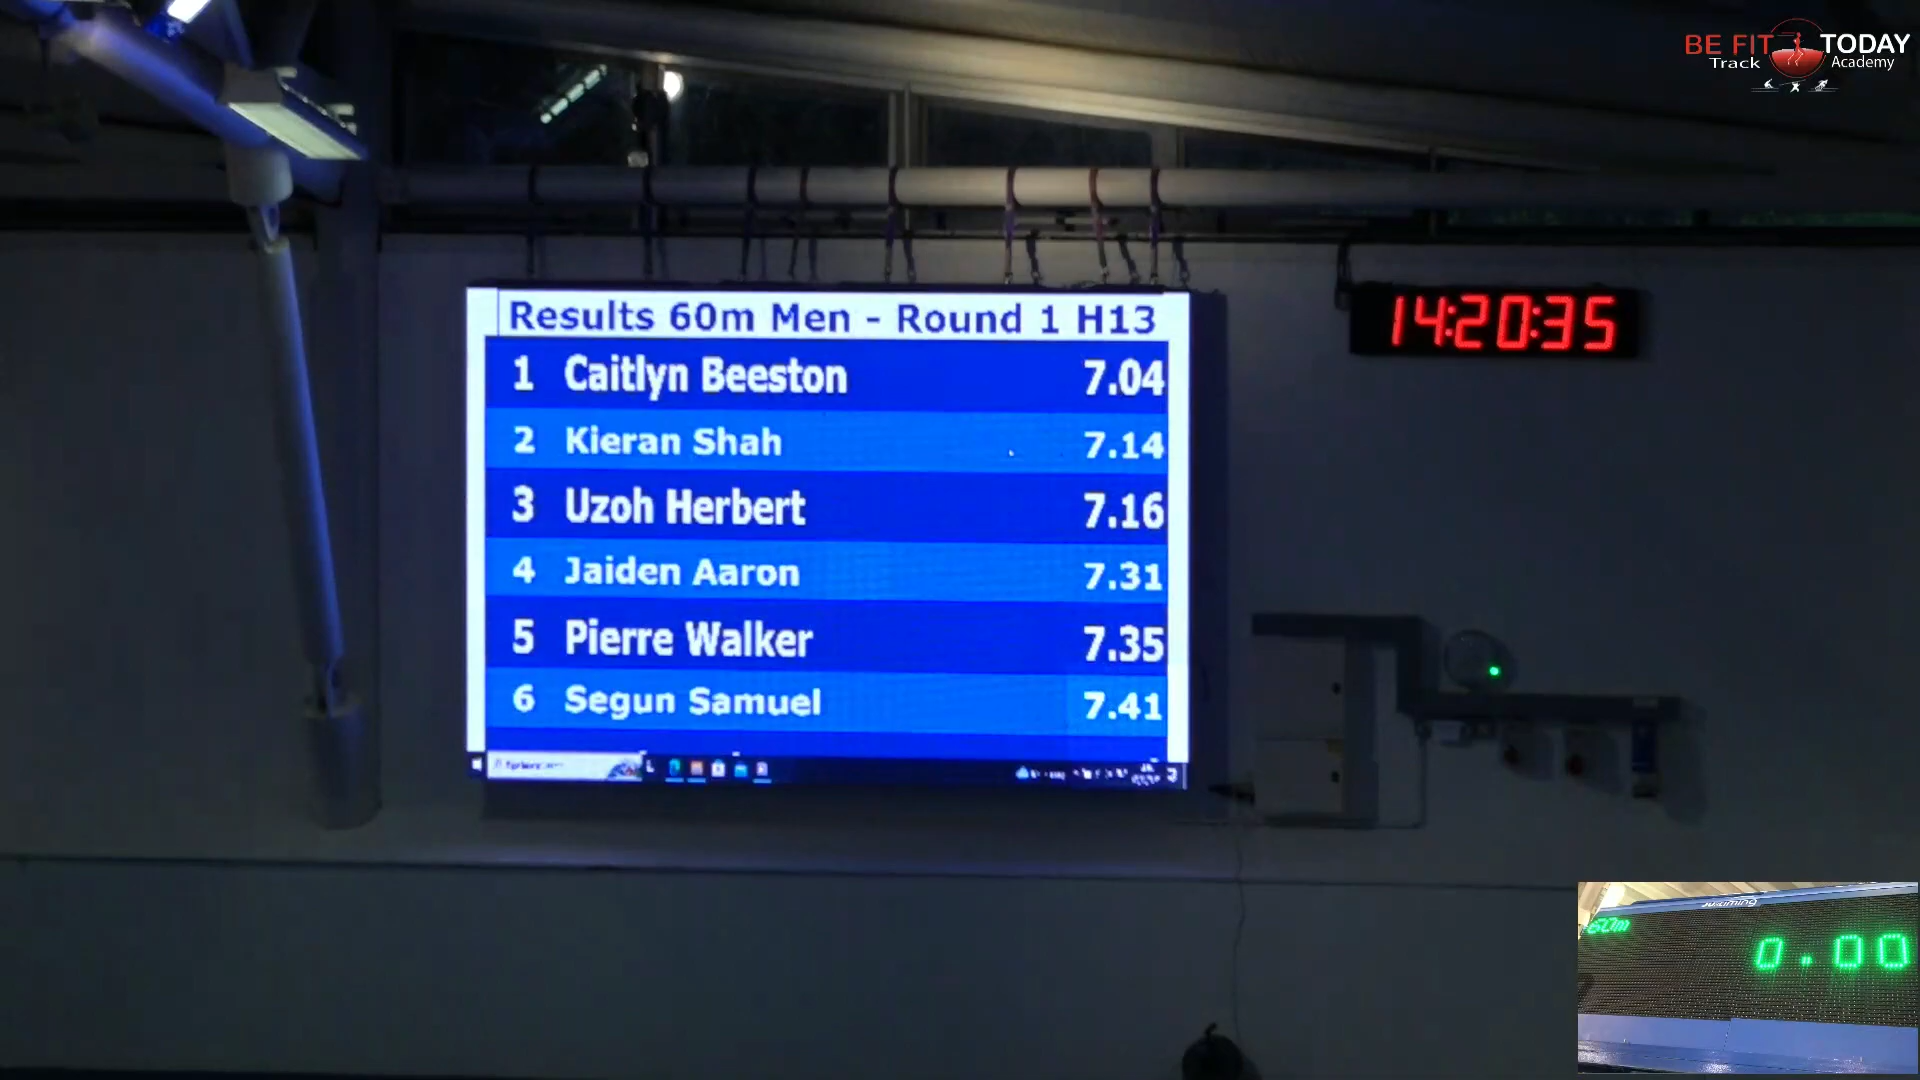 BE FIT TODAY
Track Academy
Results 60m Men - Round 1 H13
1 Caitlyn Beeston 7.04
2 Kieran Shah 7.14
3 Uzoh Herbert 7.16
4 Jaiden Aaron 7.31
5 Pierre Walker 7.35
6 Segun Samuel 7.41
14:20:35
60m
0.00